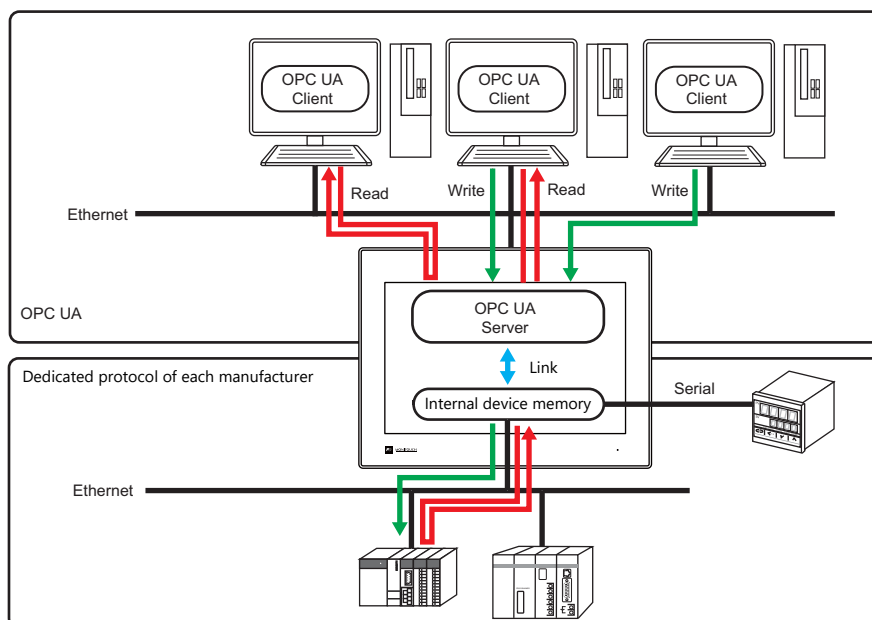 OPC UA
Client
OPC UA
Client
OPC UA
Client
Read
Write
Read
Write
Ethernet
OPC UA
Server
OPC UA
Link
Dedicated protocol of each manufacturer
Internal device memory
Serial
Ethernet